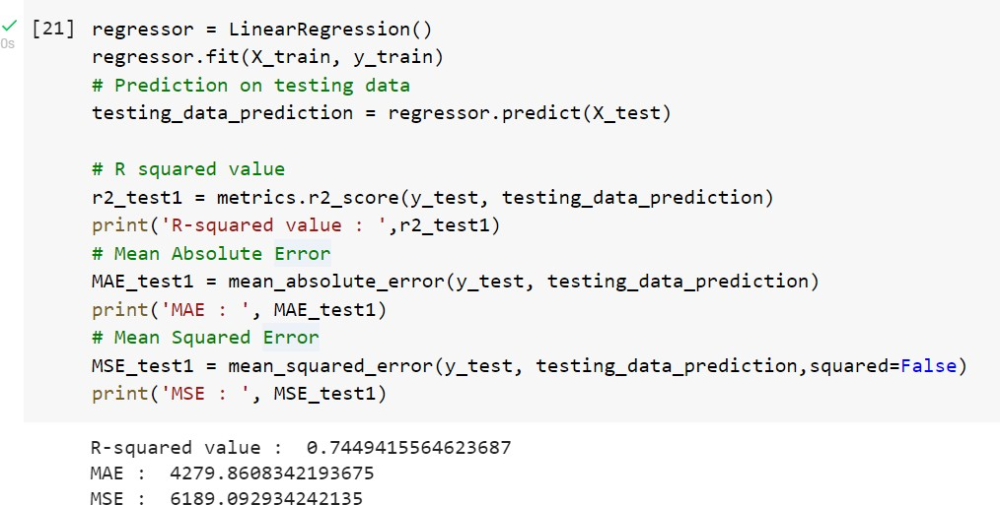 [21] regressor = LinearRegression()
0s
regressor.fit(X_train, y_train)
# Prediction on testing data
testing_data_prediction = regressor.predict(X_test)
# R squared value
r2_test1 = metrics.r2_score(y_test, testing_data_prediction)
print('R-squared value : ',r2_test1)
# Mean Absolute Error
MAE_test1 = mean_absolute_error(y_test, testing_data_prediction)
print('MAE : ', MAE_test1)
# Mean Squared Error
MSE_test1 = mean_squared_error(y_test, testing_data_prediction,squared=False)
print('MSE : ', MSE_test1)
R-squared value :  0.7449415564623687
MAE :  4279.8608342193675
MSE :  6189.092934242135